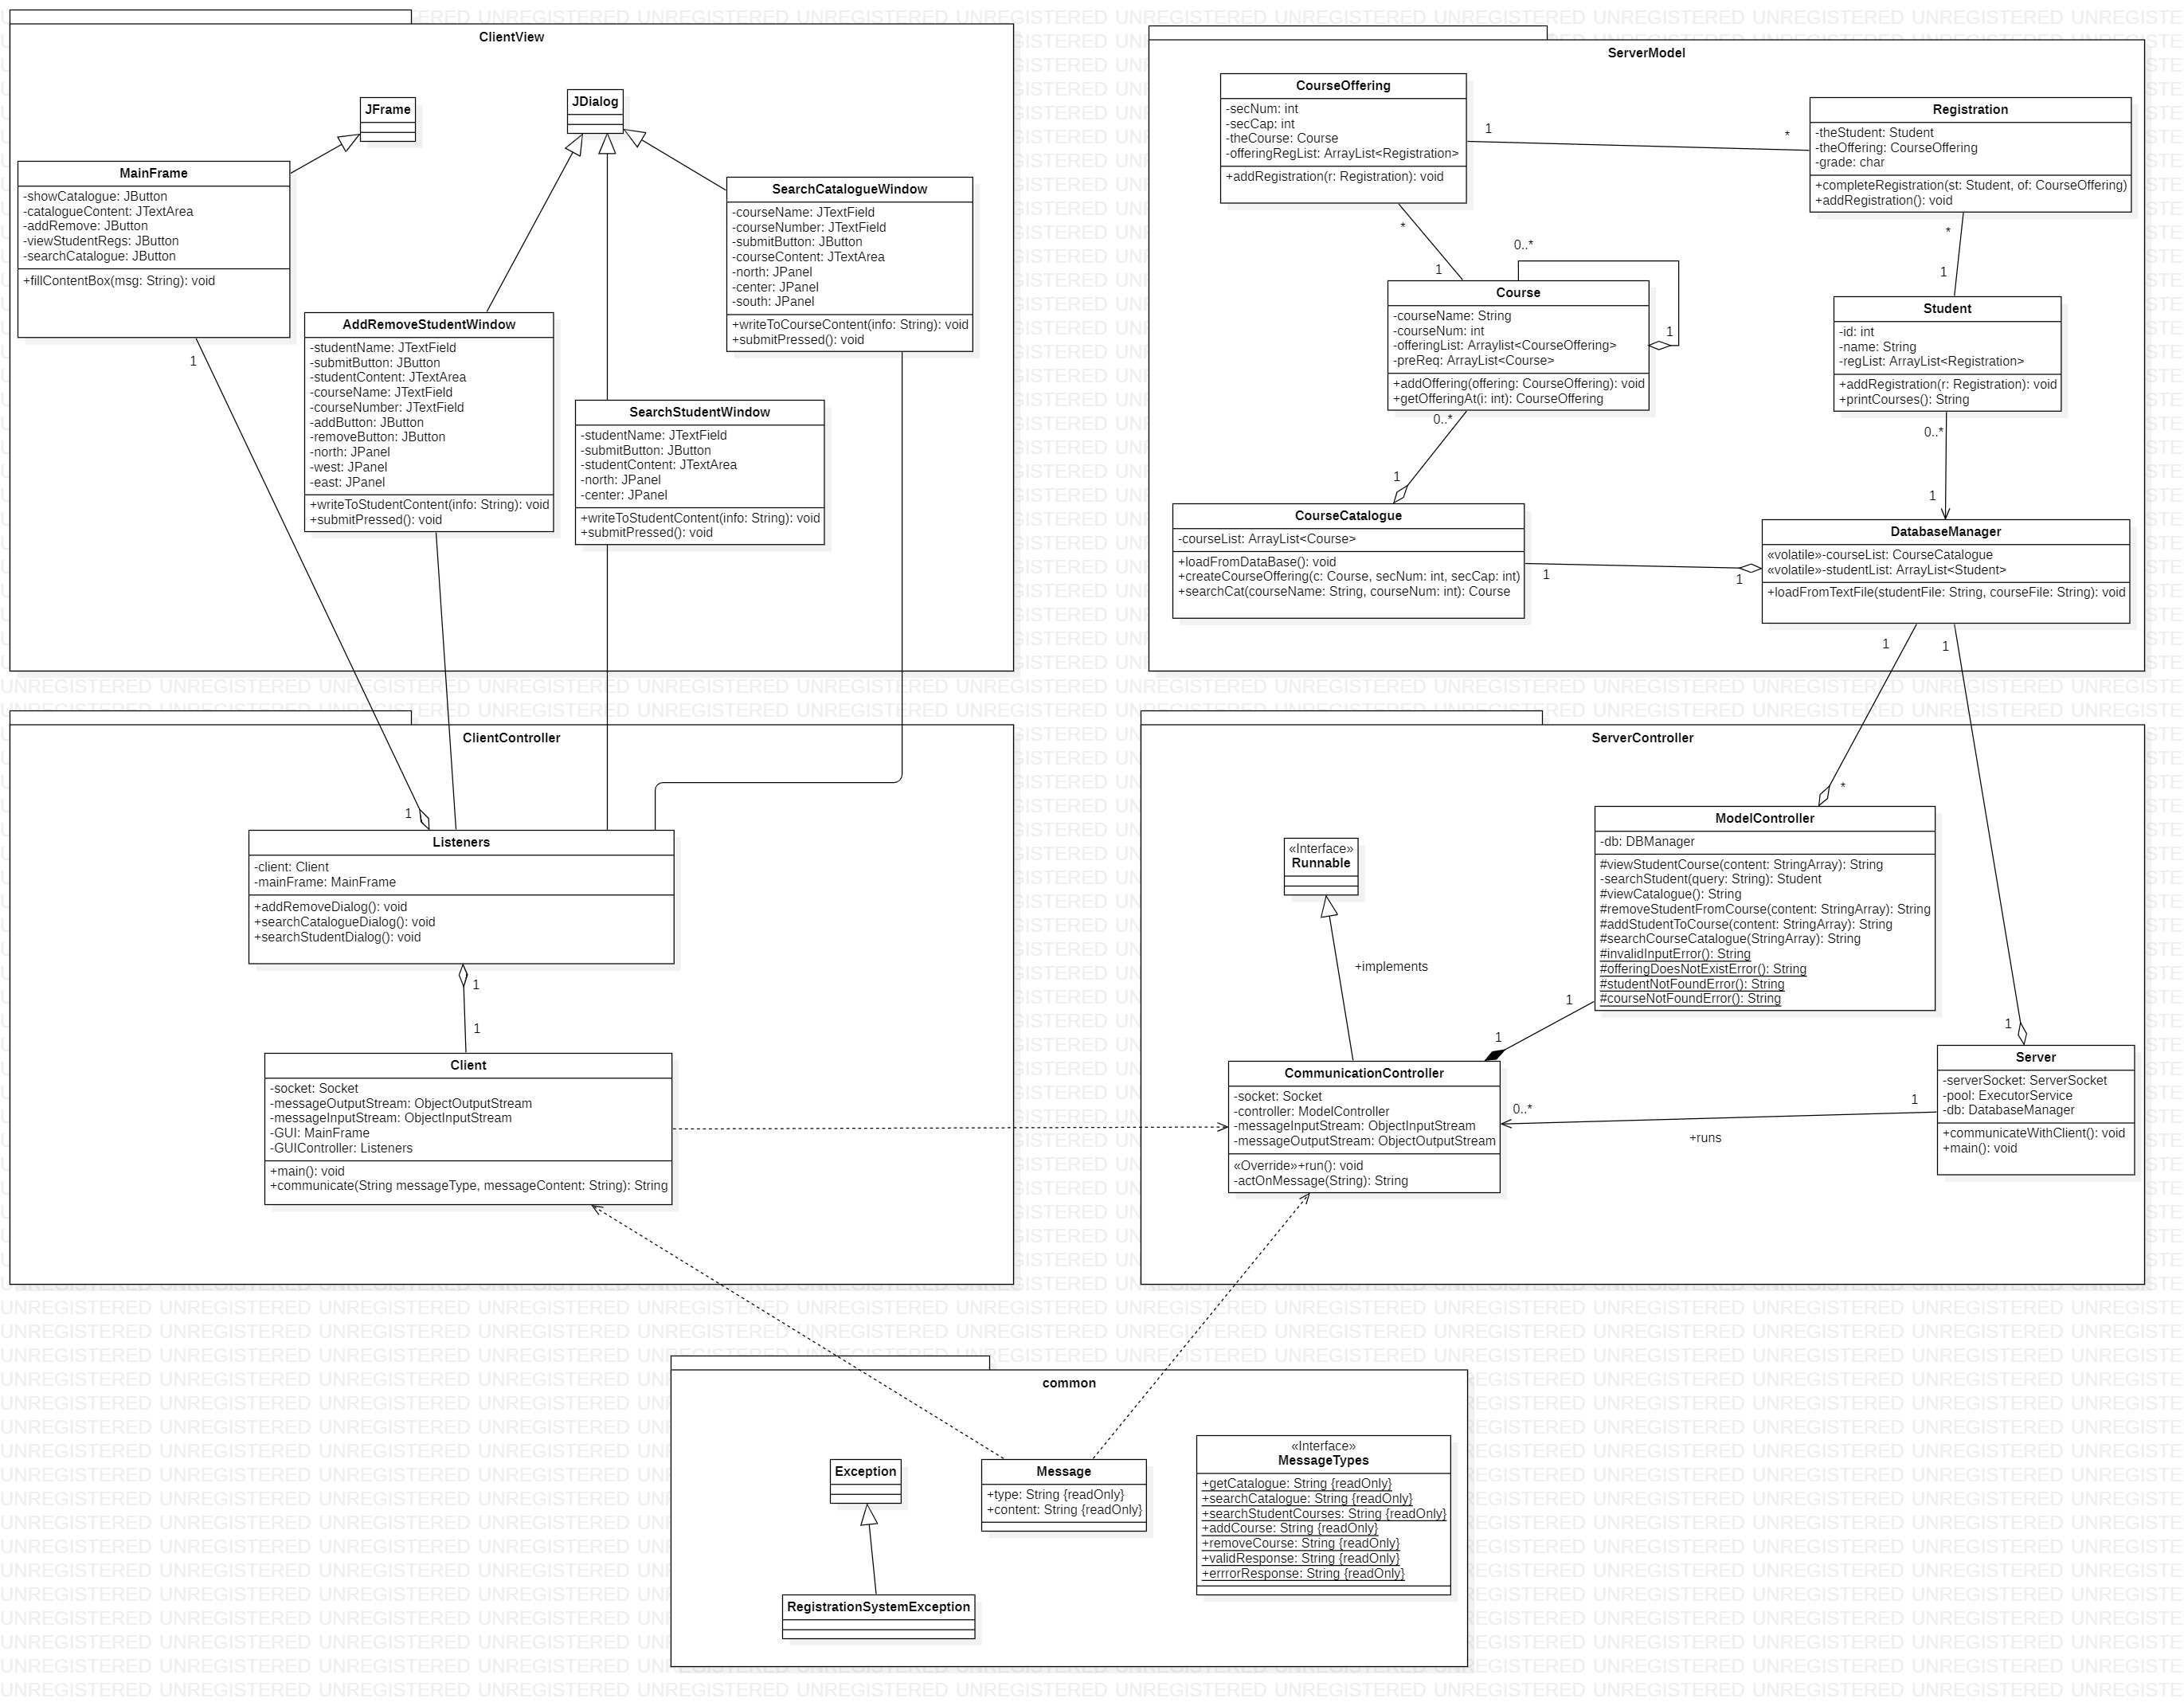 ClientView
JFrame
JDialog
MainFrame
-showCatalogue: JButton
-catalogueContent: JTextArea
-addRemove: JButton
-viewStudentRegs: JButton
-searchCatalogue: JButton
+fillContentBox(msg: String): void
1
AddRemoveStudentWindow
-studentName: JTextField
-submitButton: JButton
-studentContent: JTextArea
-courseName: JTextField
-courseNumber: JTextField
-addButton: JButton
-removeButton: JButton
-north: JPanel
-west: JPanel
-east: JPanel
+writeToStudentContent(info: String): void
+submitPressed(): void
SearchStudentWindow
-studentName: JTextField
-submitButton: JButton
-studentContent: JTextArea
-north: JPanel
-center: JPanel
+writeToStudentContent(info: String): void
+submitPressed(): void
SearchCatalogueWindow
-courseName: JTextField
-courseNumber: JTextField
-submitButton: JButton
-courseContent: JTextArea
-north: JPanel
-center: JPanel
-south: JPanel
+writeToCourseContent(info: String): void
+submitPressed(): void
ServerModel
CourseOffering
-secNum: int
-secCap: int
-theCourse: Course
-offeringRegList: ArrayList<Registration>
+addRegistration(r: Registration): void
1
*
Registration
-theStudent: Student
-theOffering: CourseOffering
-grade: char
+completeRegistration(st: Student, of: CourseOffering)
+addRegistration(): void
*
1
0..*
1
*
1
Course
-courseName: String
-courseNum: int
-offeringList: Arraylist<CourseOffering>
-preReq: ArrayList<Course>
+addOffering(offering: CourseOffering): void
+getOfferingAt(i: int): CourseOffering
0..*
1
Student
-id: int
-name: String
-regList: ArrayList<Registration>
+addRegistration(r: Registration): void
+printCourses(): String
0..*
1
CourseCatalogue
-courseList: ArrayList<Course>
+loadFromDataBase(): void
+createCourseOffering(c: Course, secNum: int, secCap: int)
+searchCat(courseName: String, courseNum: int): Course
1
1
DatabaseManager
«volatile»-courseList: CourseCatalogue
«volatile»-studentList: ArrayList<Student>
+loadFromTextFile(studentFile: String, courseFile: String): void
1
1
ClientController
1
Listeners
-client: Client
-mainFrame: MainFrame
+addRemoveDialog(): void
+searchCatalogueDialog(): void
+searchStudentDialog(): void
1
1
Client
-socket: Socket
-messageOutputStream: ObjectOutputStream
-messageInputStream: ObjectInputStream
-GUI: MainFrame
-GUIController: Listeners
+main(): void
+communicate(String messageType, messageContent: String): String
ServerController
*
ModelController
-db: DBManager
#viewStudentCourse(content: StringArray): String
-searchStudent(query: String): Student
#viewCatalogue(): String
#removeStudentFromCourse(content: StringArray): String
#addStudentToCourse(content: StringArray): String
#searchCourseCatalogue(StringArray): String
#invalidInputError(): String
#offeringDoesNotExistError(): String
#studentNotFoundError(): String
#courseNotFoundError(): String
«Interface»
Runnable
+implements
1
1
CommunicationController
-socket: Socket
-controller: ModelController
-messageInputStream: ObjectInputStream
-messageOutputStream: ObjectOutputStream
«Override»+run(): void
-actOnMessage(String): String
0..*
1
+runs
1
Server
-serverSocket: ServerSocket
-pool: ExecutorService
-db: DatabaseManager
+communicateWithClient(): void
+main(): void
common
Exception
RegistrationSystemException
Message
+type: String {readOnly}
+content: String {readOnly}
«Interface»
MessageTypes
+getCatalogue: String {readOnly}
+searchCatalogue: String {readOnly}
+searchStudentCourses: String {readOnly}
+addCourse: String {readOnly}
+removeCourse: String {readOnly}
+validResponse: String {readOnly}
+errrorResponse: String {readOnly}